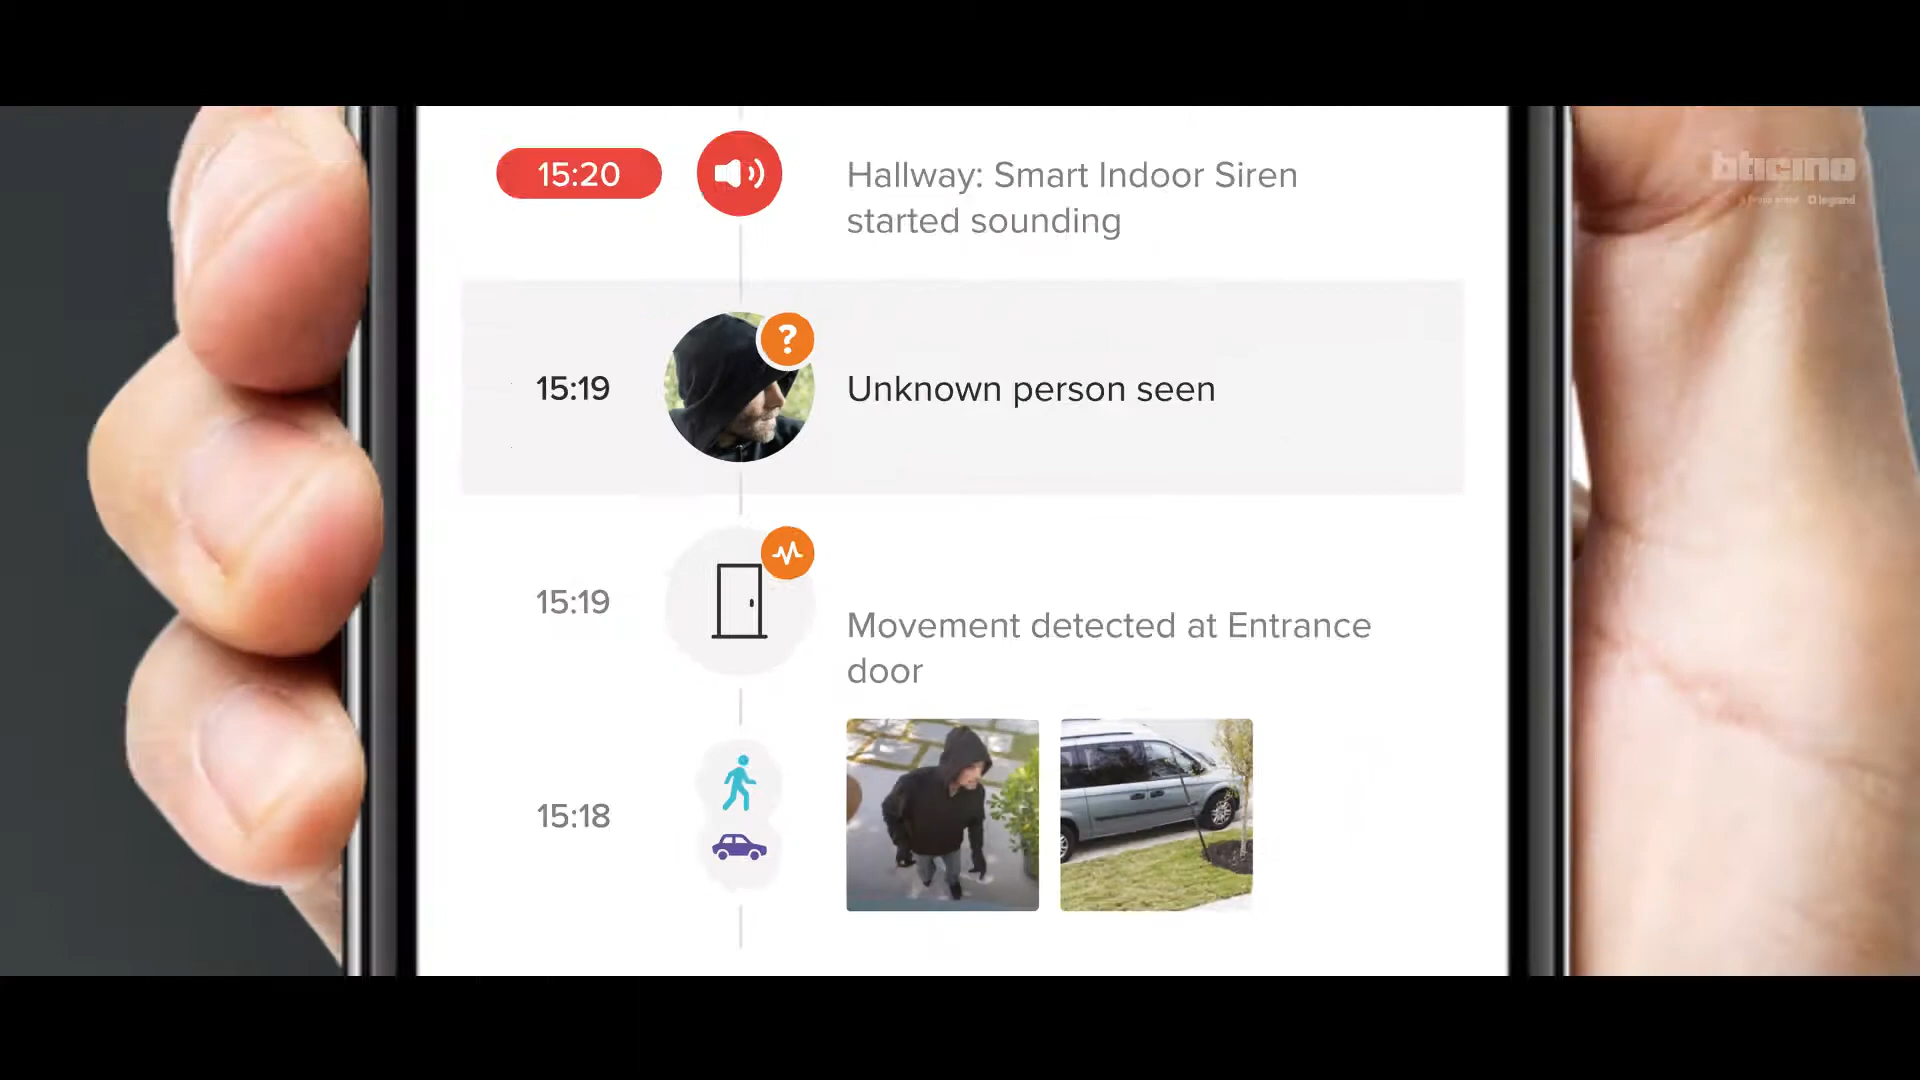 15:20
Hallway: Smart Indoor Siren
started sounding
bticino
legrand
?
15:19
Unknown person seen
15:19
Movement detected at Entrance
door
15:18